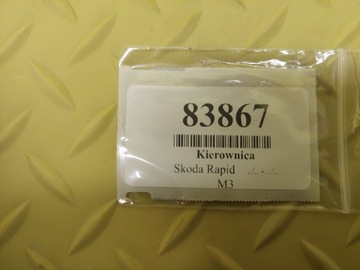 83867
Kierownica
Skoda Rapid ../.. - ../..
M3